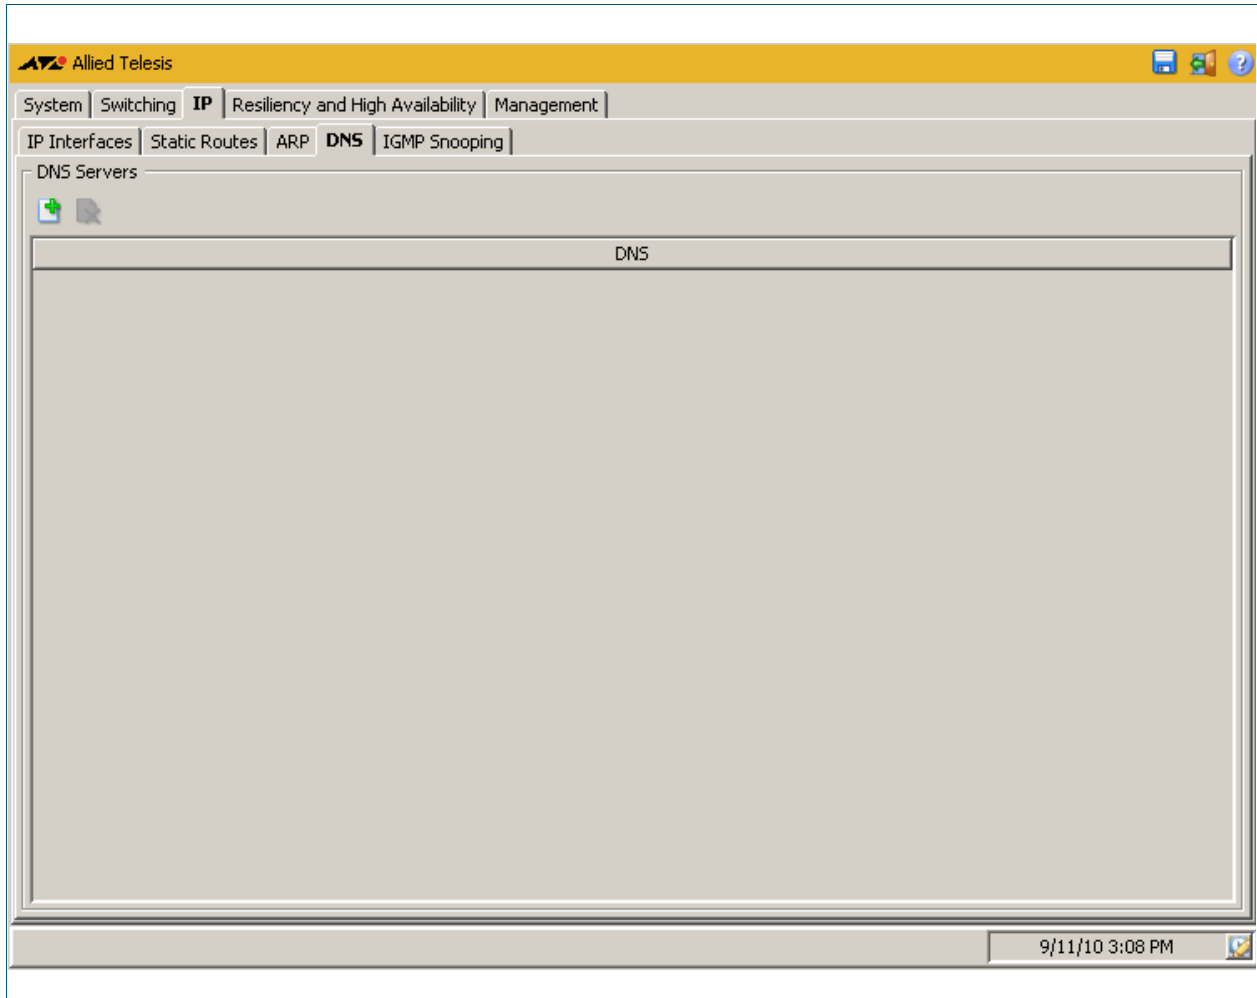 Allied Telesis
System Switching IP Resiliency and High Availability Management
IP Interfaces Static Routes ARP DNS IGMP Snooping
DNS Servers
DNS
9/11/10 3:08 PM